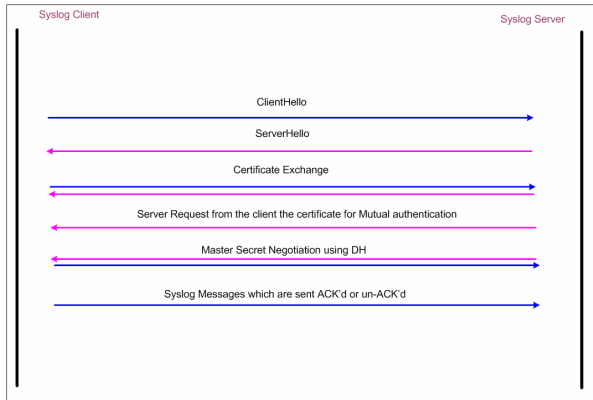 Syslog Client
Syslog Server
ClientHello
ServerHello
Certificate Exchange
Server Request from the client the certificate for Mutual authentication
Master Secret Negotiation using DH
Syslog Messages which are sent ACK'd or un-ACK'd